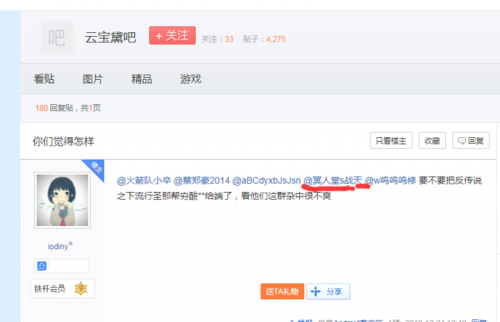 吧
云宝黛吧
+ 关注
关注：33 贴子：4,275
看贴 图片 精品 游戏
180 回复贴，共1页
你们觉得怎样
只看楼主 收藏 回复
楼主
@火箭队小卒 @蔡郑豪2014 @aBCdyxbJsJsn @冥人堂s战天 @w呜呜呜修 要不要把反传说
之下流行圣那帮夯酸**给端了，看他们这群杂中很不爽
iodiny
铁杆会员 9
送TA礼物 分享